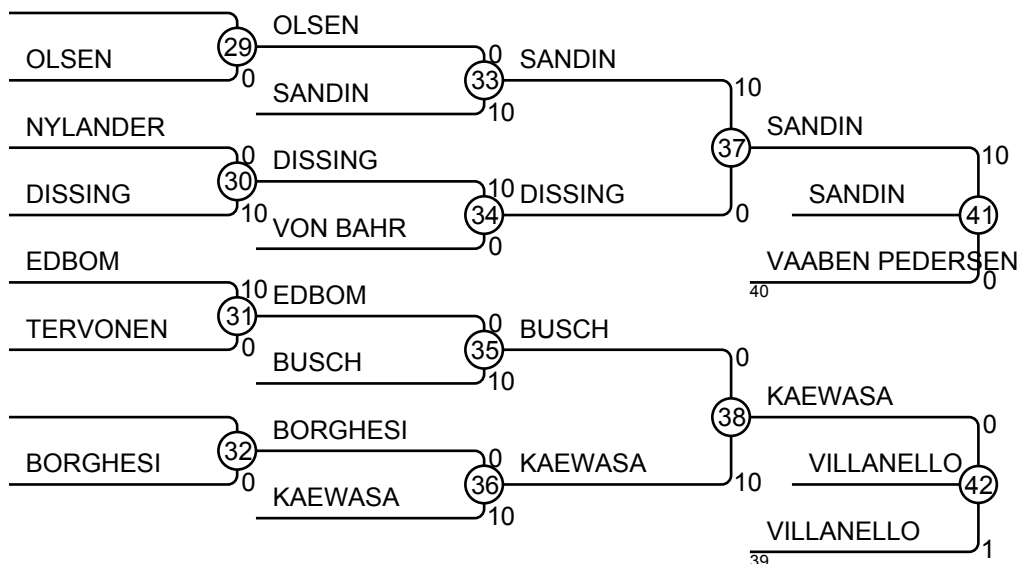 OLSEN
29
OLSEN
0
0
33
SANDIN
SANDIN
10
10
NYLANDER
37
SANDIN
0
30
DISSING
10
DISSING
10
10
34
DISSING
0
SANDIN
41
VON BAHR
0
EDBOM
VAABEN PEDERSEN
0
40
10
31
EDBOM
TERVONEN
0
0
35
BUSCH
BUSCH
10
0
38
KAEWASA
BORGHESI
0
32
BORGHESI
0
0
36
KAEWASA
10
VILLANELLO
42
KAEWASA
10
VILLANELLO
1
39